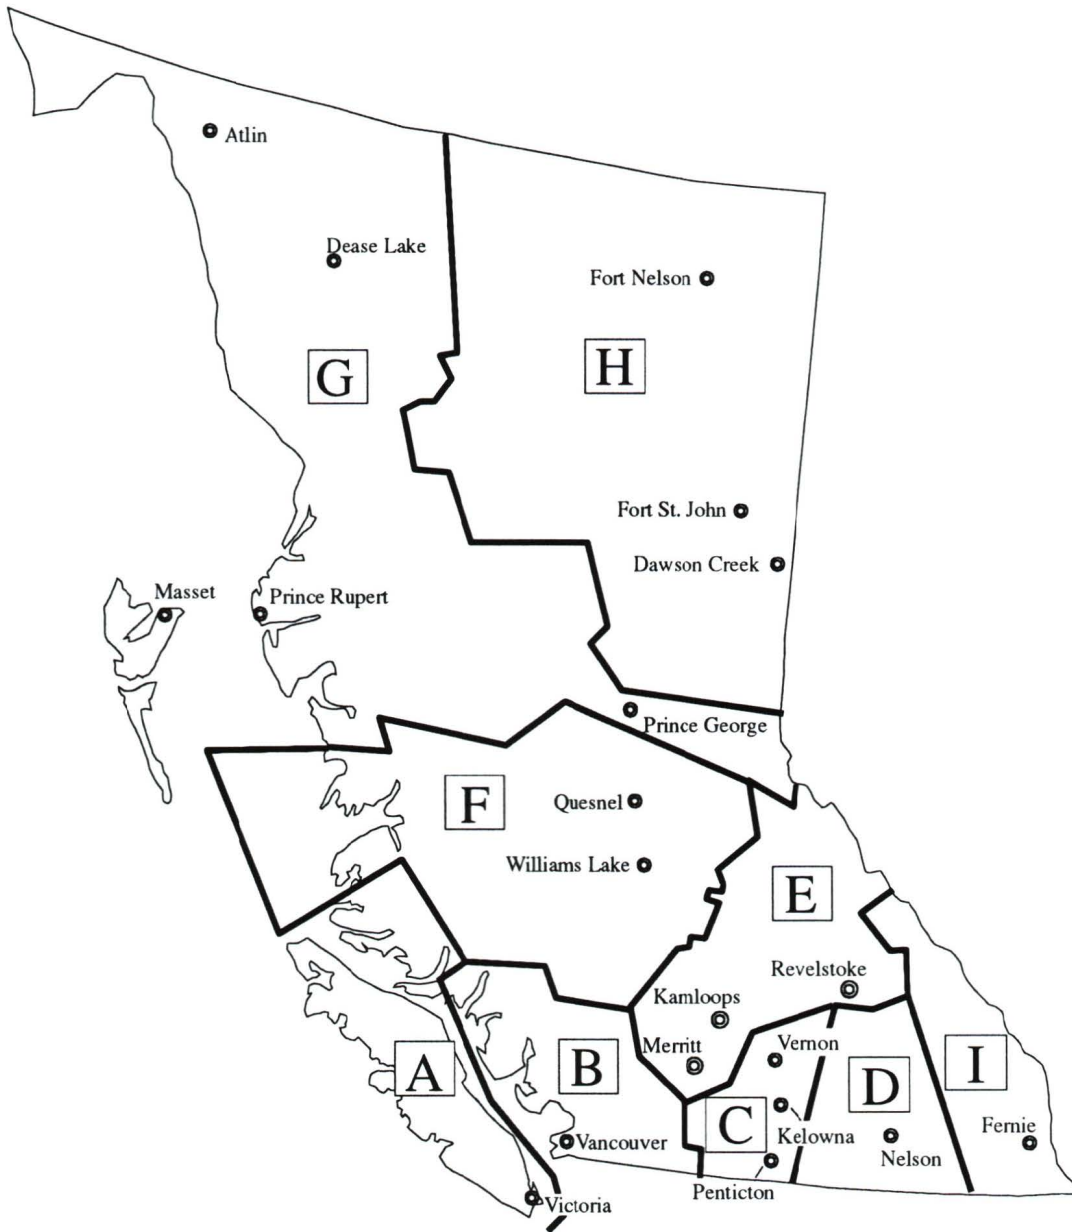 Atlin
Dease Lake
Fort Nelson
G
H
Fort St. John
Dawson Creek
Masset
Prince Rupert
Prince George
F
Quesnel
Williams Lake
E
Revelstoke
Kamloops
Merritt
Vernon
A
B
I
D
C
Fernie
Kelowna
Vancouver
Nelson
Penticton
Victoria